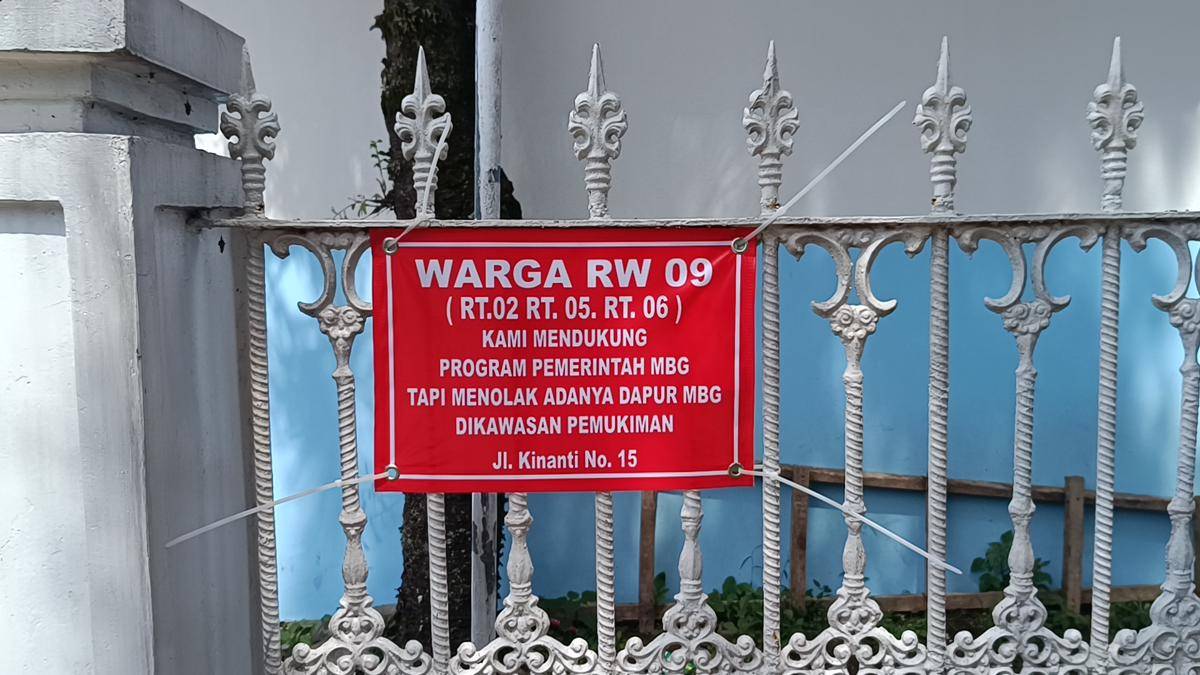 WARGA RW 09
( RT.02 RT. 05. RT. 06 )
KAMI MENDUKUNG
PROGRAM PEMERINTAH MBG
TAPI MENOLAK ADANYA DAPUR MBG
DIKAWASAN PEMUKIMAN
Jl. Kinanti No. 15